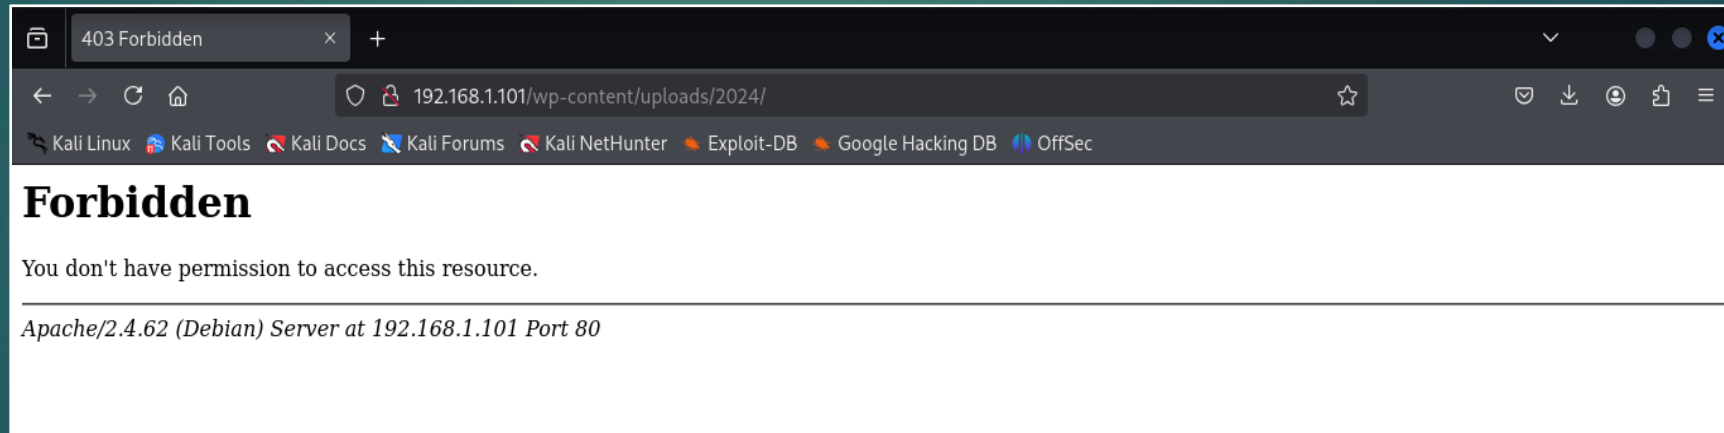 403 Forbidden
192.168.1.101/wp-content/uploads/2024/
Kali Linux Kali Tools Kali Docs Kali Forums Kali NetHunter Exploit-DB Google Hacking DB OffSec
Forbidden
You don't have permission to access this resource.
Apache/2.4.62 (Debian) Server at 192.168.1.101 Port 80